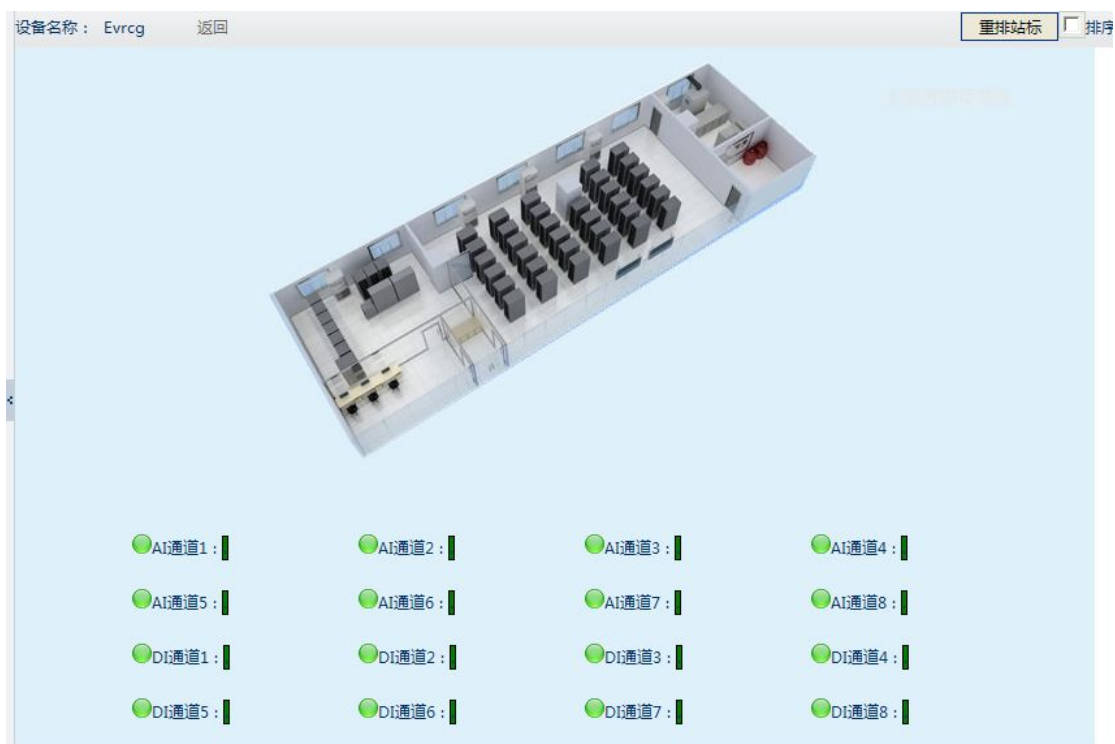 设备名称： Evrcg 返回 重排站标 排序
AI通道1： AI通道2： AI通道3： AI通道4：
AI通道5： AI通道6： AI通道7： AI通道8：
DI通道1： DI通道2： DI通道3： DI通道4：
DI通道5： DI通道6： DI通道7： DI通道8：